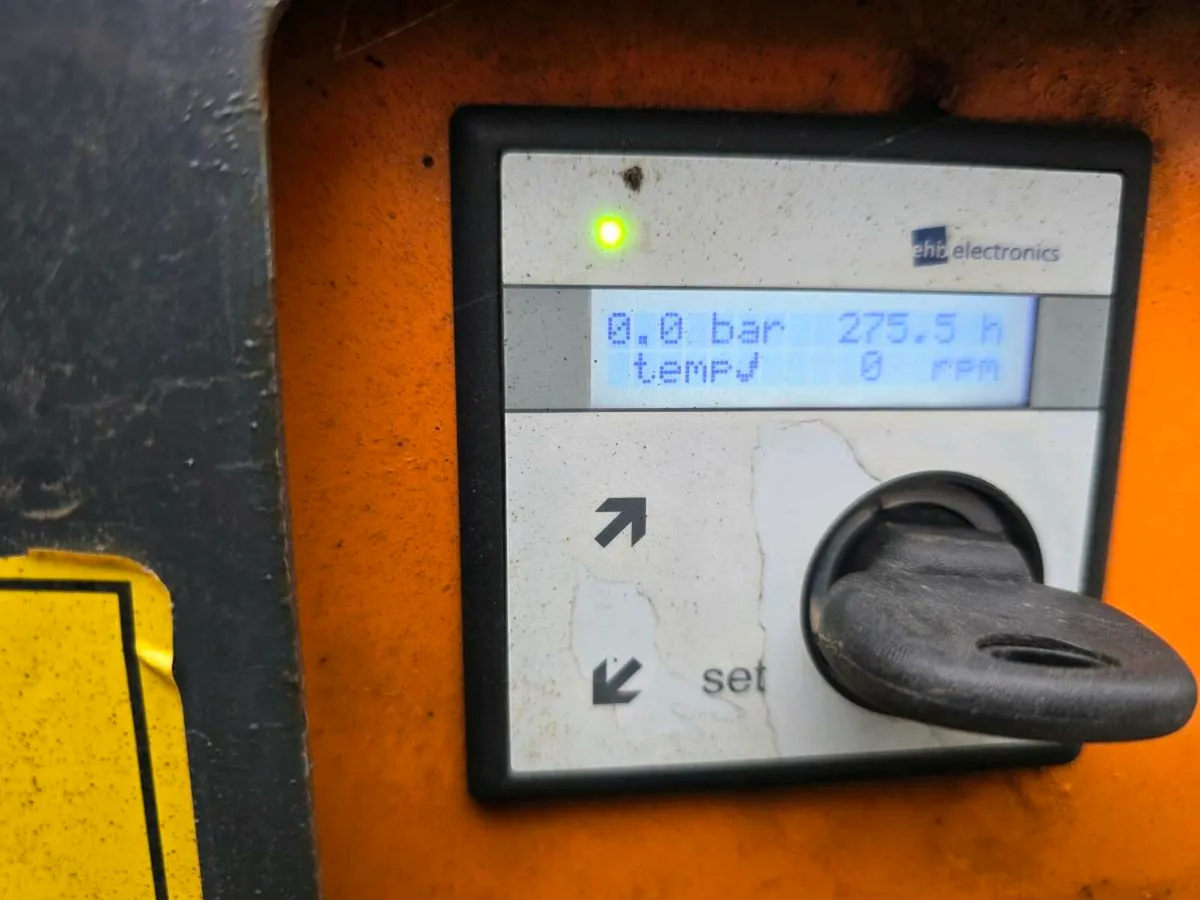 ehb electronics
0.0 bar 275.5 h
temp✓ 0 rpm
set